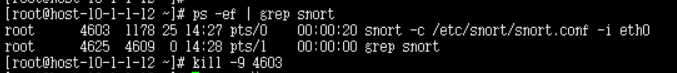 [root@host-10-1-1-12 ~]# ps -ef | grep snort
root 4603 1178 25 14:27 pts/0 00:00:20 snort -c /etc/snort/snort.conf -i eth0
root 4625 4609 0 14:28 pts/1 00:00:00 grep snort
[root@host-10-1-1-12 ~]# kill -9 4603